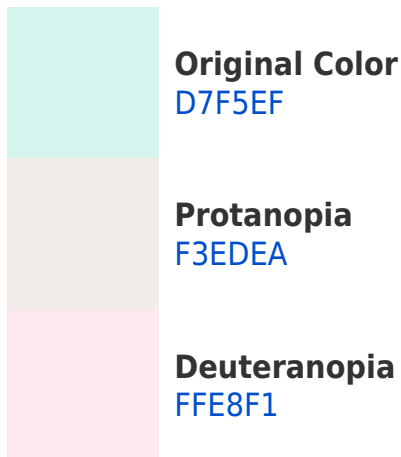 Original Color
D7F5EF
Protanopia
F3EDEA
Deuteranopia
FFE8F1